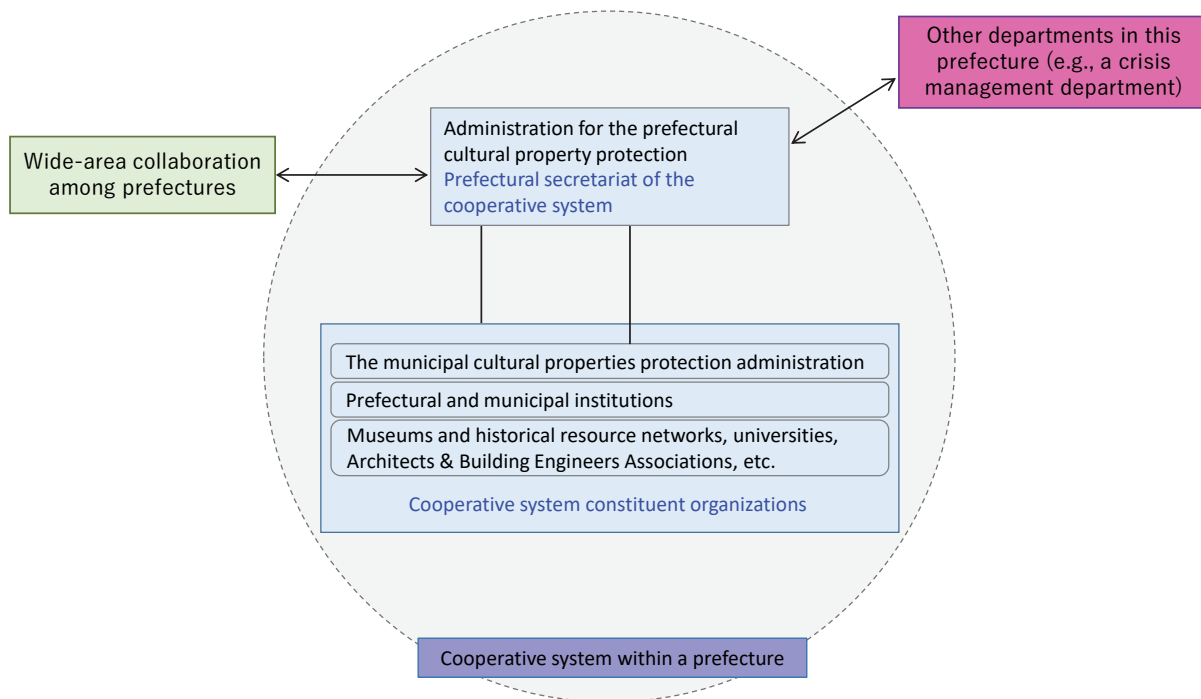 Other departments in this
prefecture (e.g., a crisis
management department)
Administration for the prefectural
cultural property protection
Prefectural secretariat of the
cooperative system
Wide-area collaboration
among prefectures
The municipal cultural properties protection administration
Prefectural and municipal institutions
Museums and historical resource networks, universities,
Architects & Building Engineers Associations, etc.
Cooperative system constituent organizations
Cooperative system within a prefecture